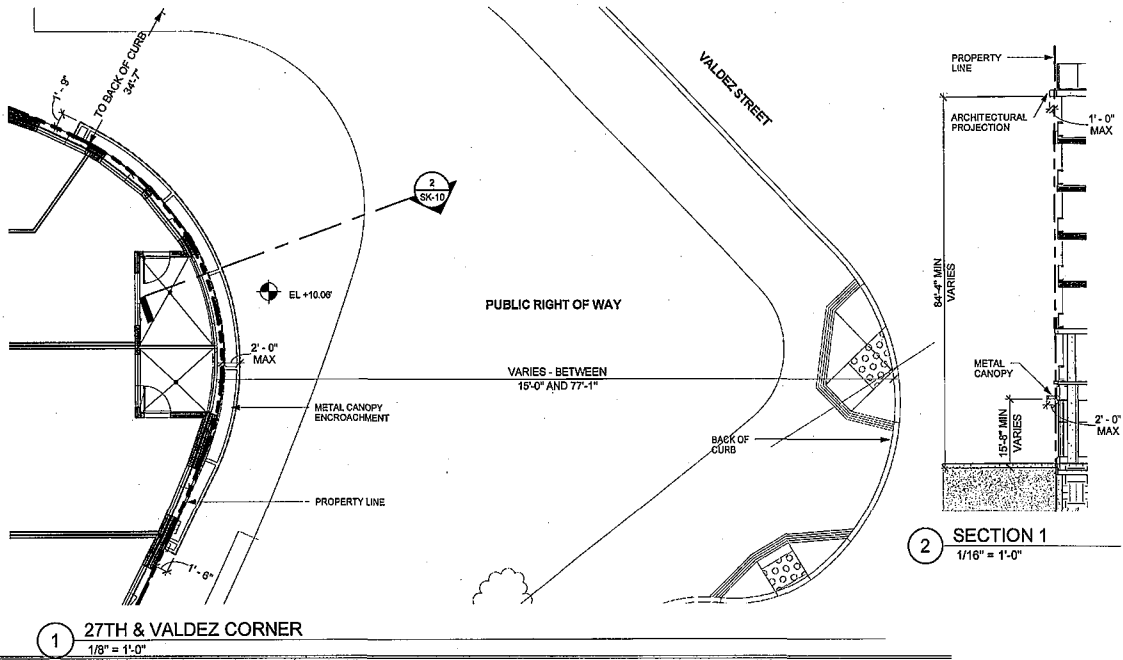 1' - 9"
TO BACK OF CURB
34'-7"
2
SK-10
EL +10.06'
PUBLIC RIGHT OF WAY
VALDEZ STREET
2' - 0"
MAX
VARIES - BETWEEN
15'-0" AND 77'-1"
METAL CANOPY
ENCROACHMENT
BACK OF
CURB
PROPERTY LINE
1'- 6"
1
27TH & VALDEZ CORNER
1/8" = 1'-0"
PROPERTY
LINE
ARCHITECTURAL
PROJECTION
1' - 0"
MAX
84'-4" MIN
VARIES
METAL
CANOPY
15'-8" MIN
VARIES
2' - 0"
MAX
2
SECTION 1
1/16" = 1'-0"